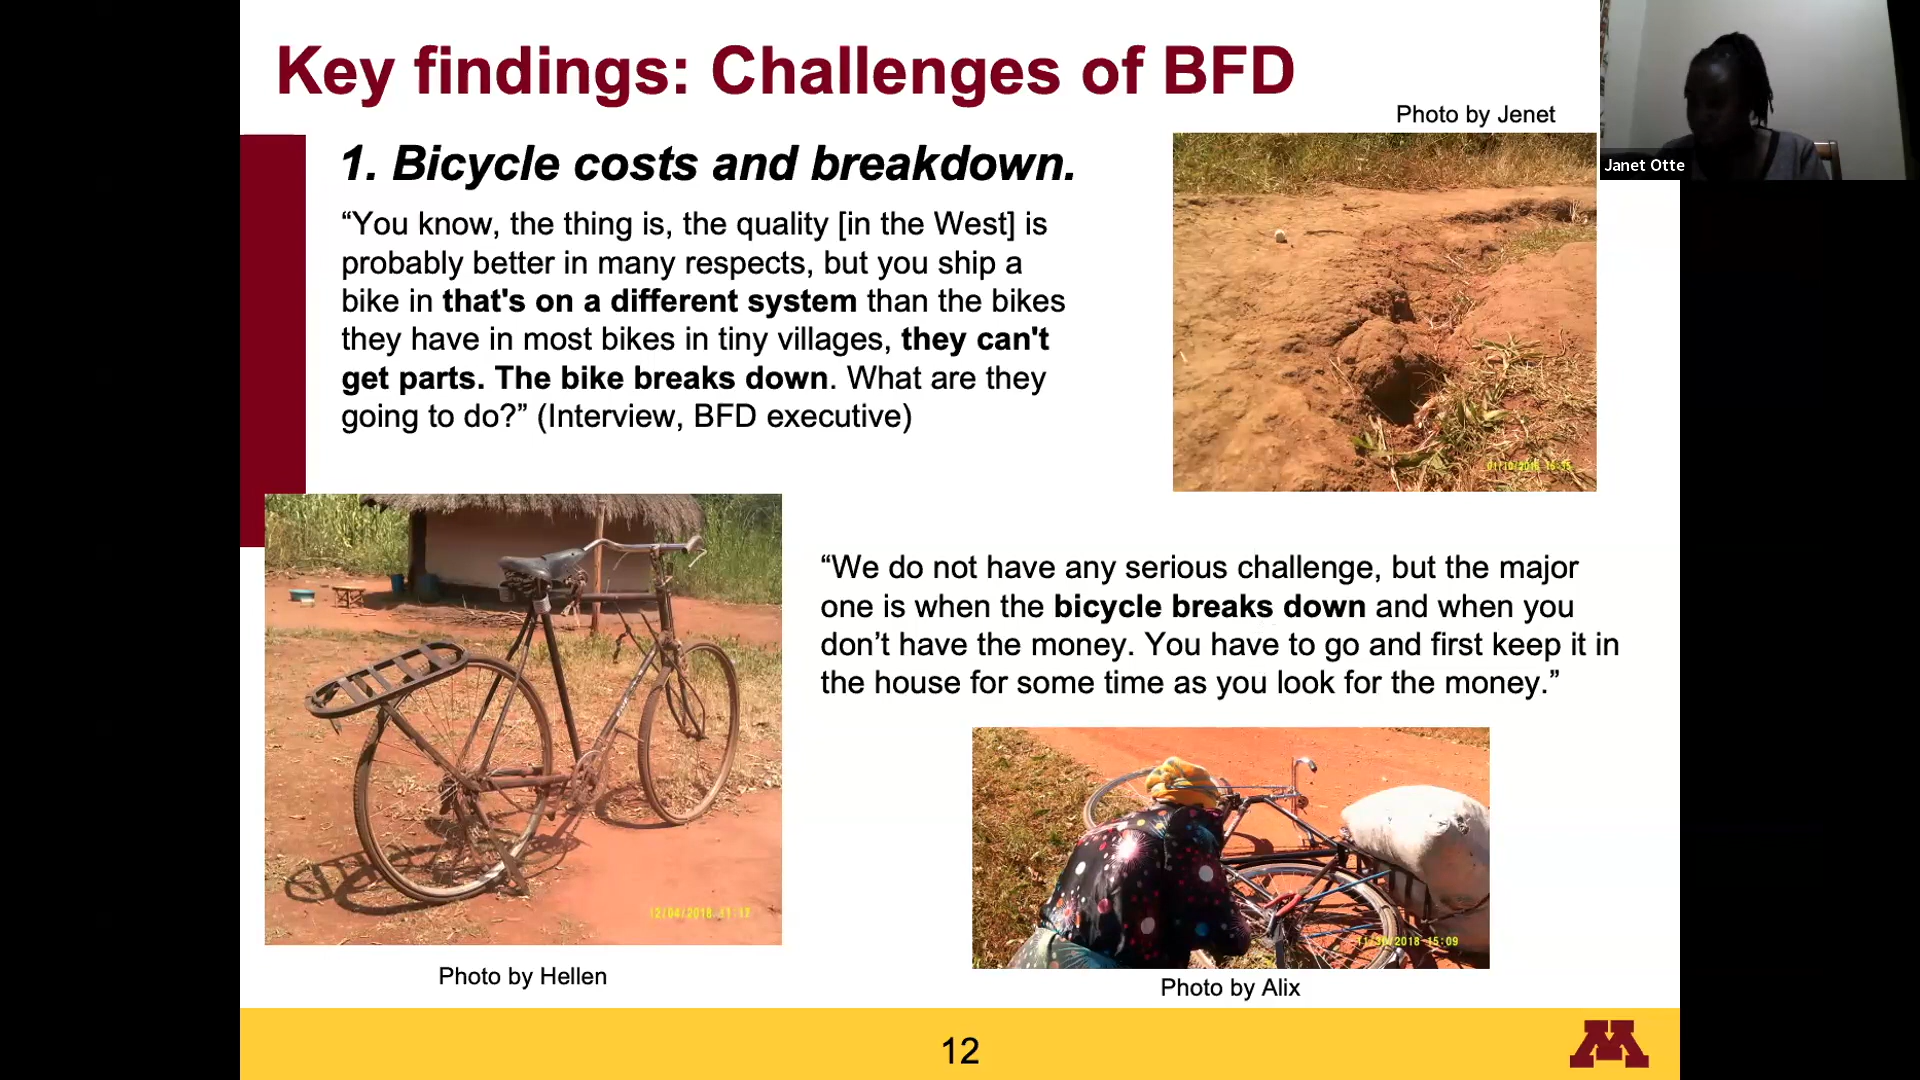 Key findings: Challenges of BFD
Photo by Jenet
Janet Otte
1. Bicycle costs and breakdown.
“You know, the thing is, the quality [in the West] is
probably better in many respects, but you ship a
bike in that's on a different system than the bikes
they have in most bikes in tiny villages, they can't
get parts. The bike breaks down. What are they
going to do?” (Interview, BFD executive)
“We do not have any serious challenge, but the major
one is when the bicycle breaks down and when you
don’t have the money. You have to go and first keep it in
the house for some time as you look for the money.”
12/04/2018 11:17
Photo by Hellen
Photo by Alix
12
M